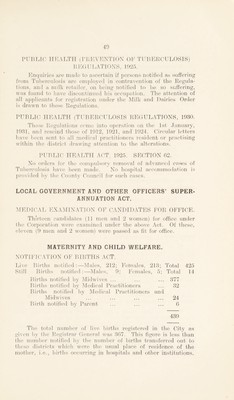 49
PUBLIC HEALTH (PREVENTION OF TUBERCULOSIS)
REGULATIONS, 1925.
Enquiries are made to ascertain if persons notified as suffering
from Tuberculosis are employed in contravention of the Regula-
tions, and a milk retailer, on being notified to be so suffering,
was found to have discontinued his occupation. The attention of
all applicants for registration under the Milk and Dairies Order
is drawn to these Regulations.
PUBLIC HEALTH (TUBERCULOSIS REGULATIONS, 1930.
These Regulations came into operation on the 1st January,
1931, and remind those of 1912, 1921, and 1924. Circular letters
have been sent to all medical practitioners resident or practising
within the district drawing attention to the alterations.
PUBLIC HEALTH ACT 1925. SECTION 62.
No orders for the compulsory removal of advanced cases of
Tuberculosis have been made. No hospital accommodation is
provided by the County Council for such cases.
LOCAL GOVERNMENT AND OTHER OFFICERS' SUPER-
ANNUATION ACT.
MEDICAL EXAMINATION OF CANDIDATES FOR OFFICE.
Thirteen candidates (11 men and 2 women) for office under
the Corporation were examined under the above Act. Of these,
eleven (9 men and 2 women) were passed as fit for office.
MATERNITY AND CHILD WELFARE.
NOTIFICATION OF BIRTHS ACT.
Live Births notified:—Males, 212; Females, 213; Total 425
Still Births notified:—Males, 9; Females, 5; Total 14
Births notified by Midwives ... ... 377
Births notified by Medical Practitioners 32
Births notified by Medical Practitioners and
Midwives ... ... ... 24
Birth notified by Parent ... ... 6
439
The total number of live births registered in the City as
given by the Registrar General was 367. This figure is less than
the number notified by the number of births transferred out to
those districts which were the usual place of residence of the
mother, i.e., births occurring in hospitals and other institutions.